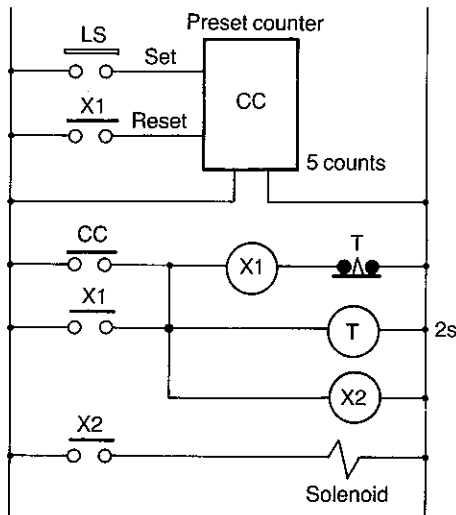 Preset counter
LS
Set
CC
X1
Reset
5 counts
CC
X1
T
X1
T
2s
X2
X2
Solenoid